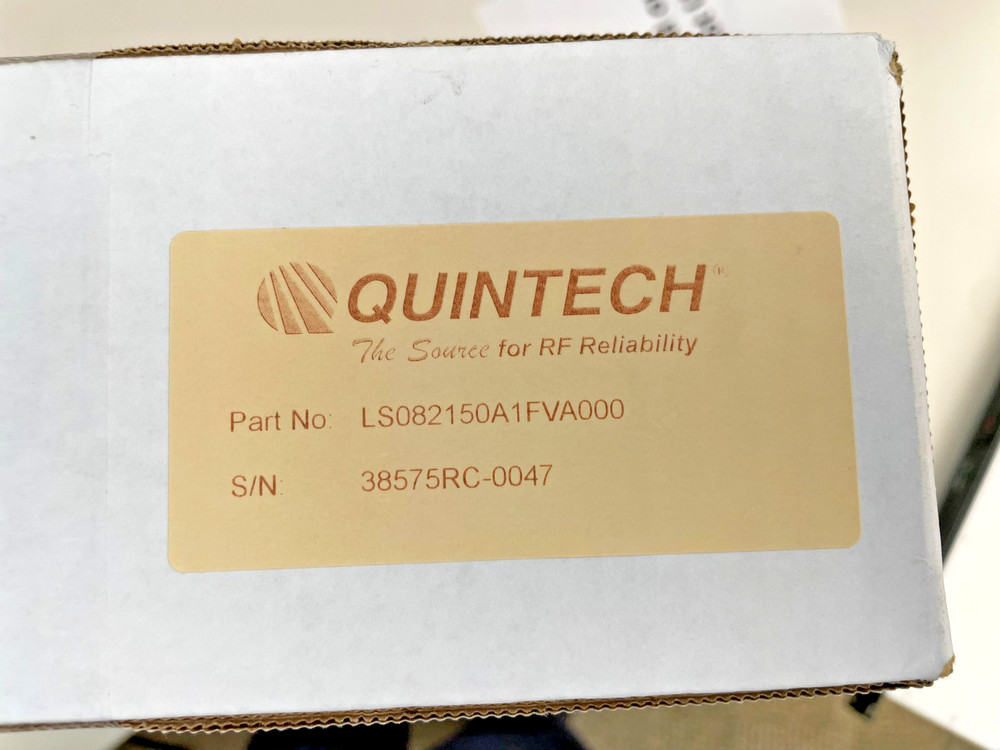 QUINTECH®
The Source for RF Reliability
Part No: LS082150A1FVA000
S/N: 38575RC-0047